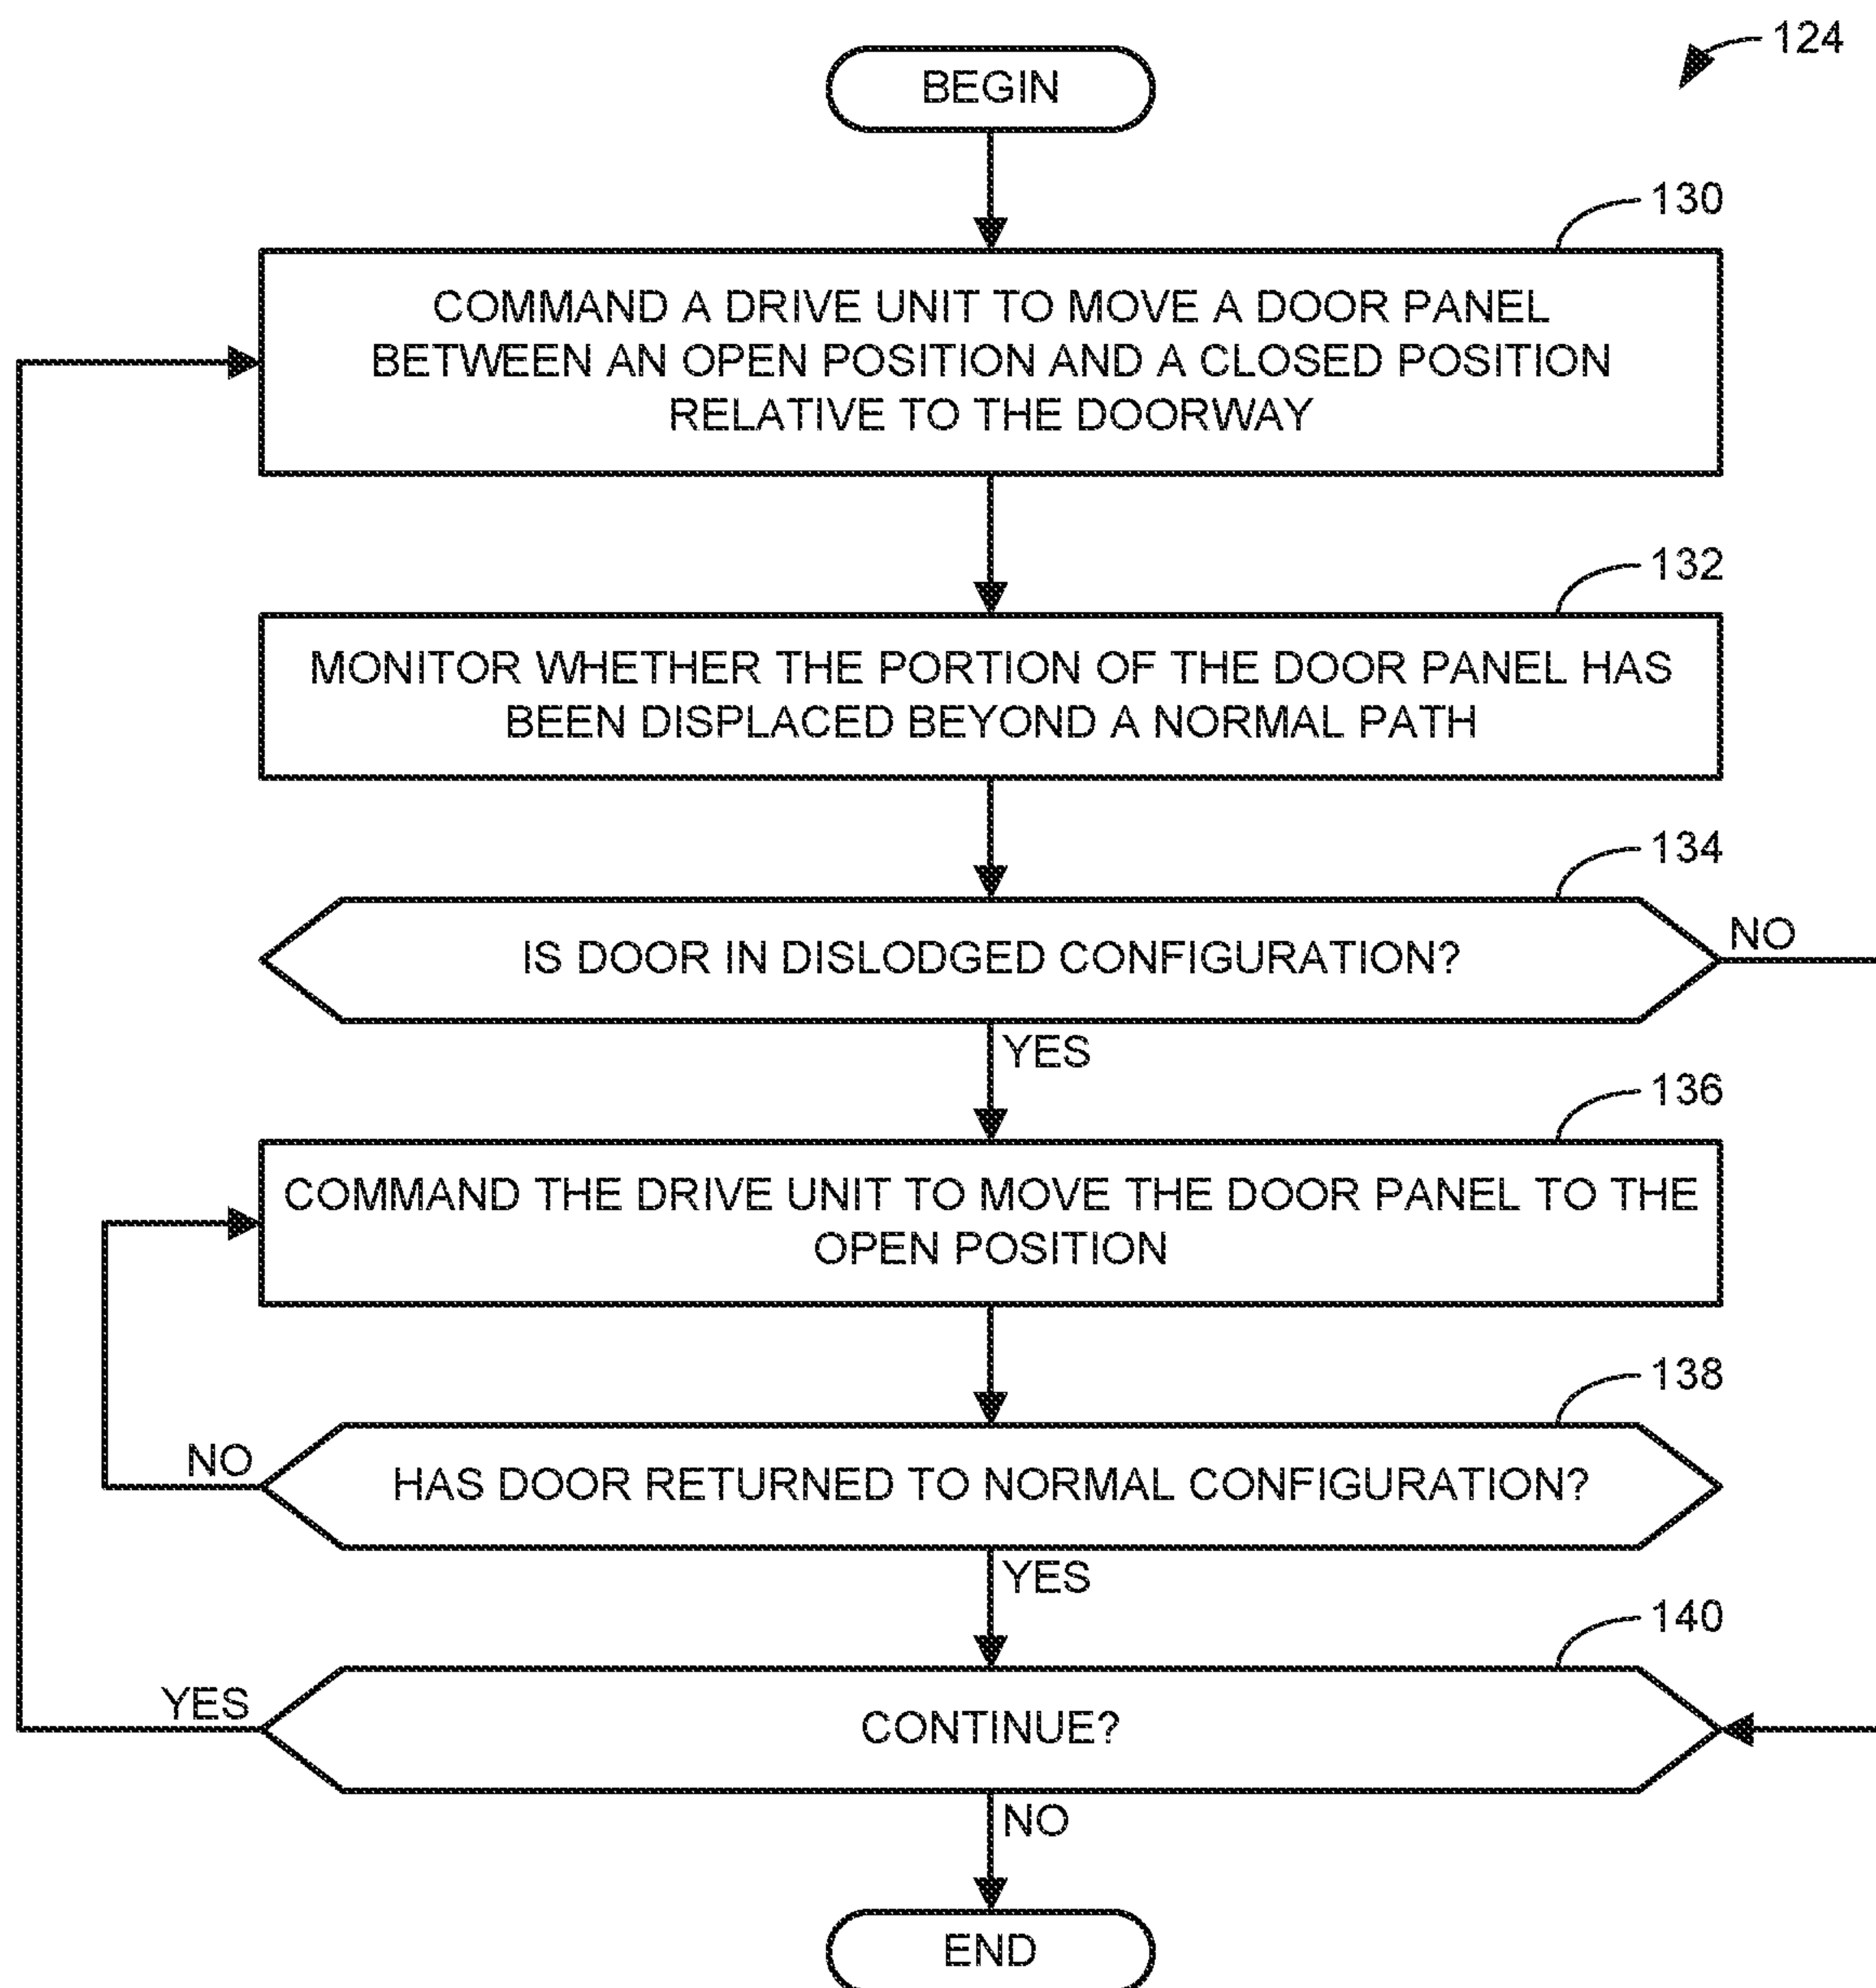 124
BEGIN
130
COMMAND A DRIVE UNIT TO MOVE A DOOR PANEL
BETWEEN AN OPEN POSITION AND A CLOSED POSITION
RELATIVE TO THE DOORWAY
132
MONITOR WHETHER THE PORTION OF THE DOOR PANEL HAS
BEEN DISPLACED BEYOND A NORMAL PATH
134
IS DOOR IN DISLODGED CONFIGURATION?
NO
YES
136
COMMAND THE DRIVE UNIT TO MOVE THE DOOR PANEL TO THE
OPEN POSITION
138
NO
HAS DOOR RETURNED TO NORMAL CONFIGURATION?
YES
140
YES
CONTINUE?
NO
END